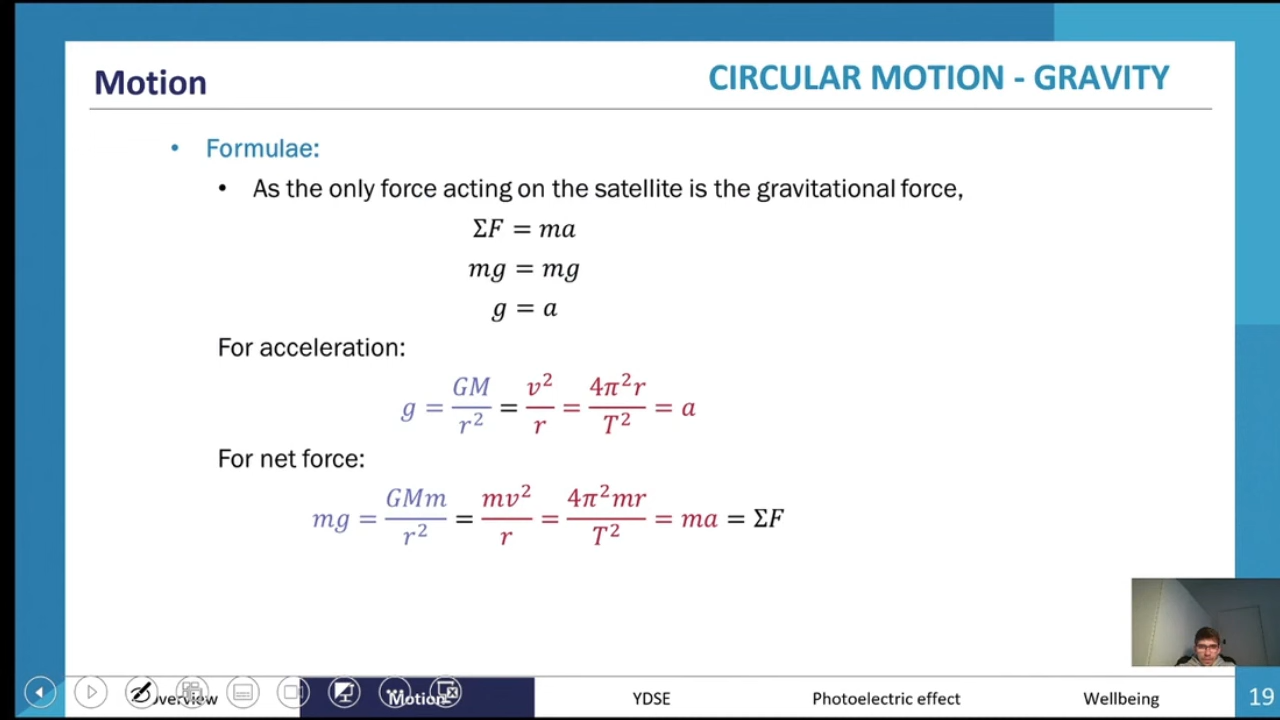 Motion
CIRCULAR MOTION - GRAVITY
• Formulae:
• As the only force acting on the satellite is the gravitational force,
ΣF = ma
mg = mg
g = a
For acceleration:
g = GM/r² = v²/r = 4π²r/T² = a
For net force:
mg = GMm/r² = mv²/r = 4π²mr/T² = ma = ΣF
Overview Motion YDSE Photoelectric effect Wellbeing 19